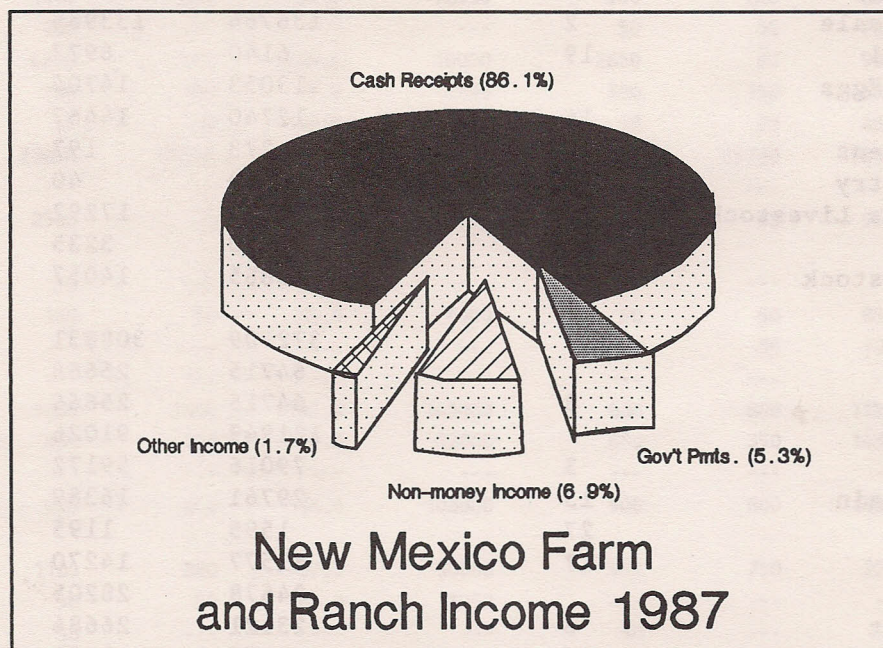 Cash Receipts (86.1%)
Other Income (1.7%)
Gov't Pmts. (5.3%)
Non-money Income (6.9%)
New Mexico Farm
and Ranch Income 1987